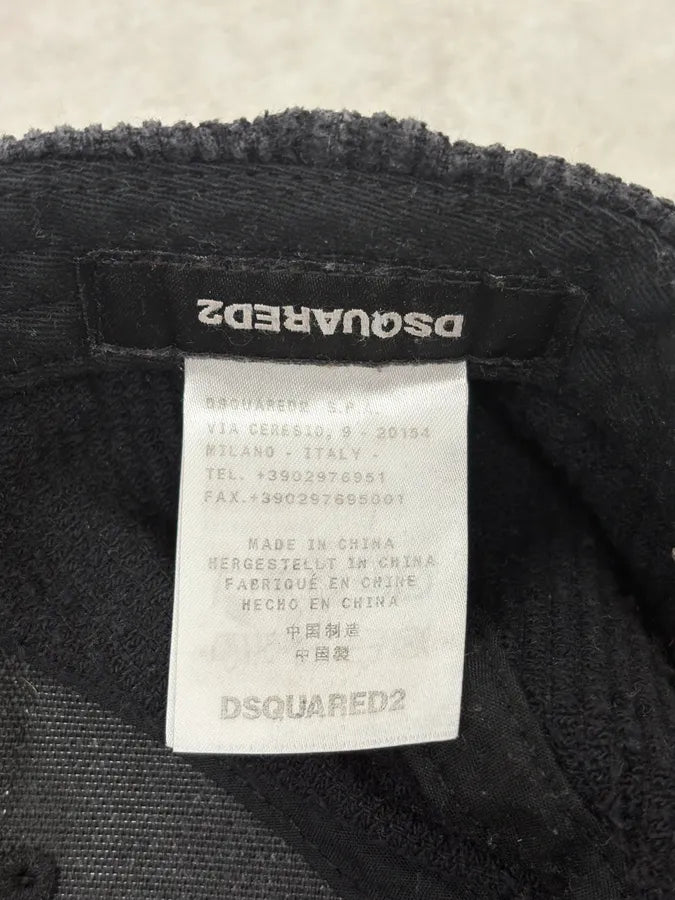 DSQUARED2
DSQUARED2 S.P.A.
VIA CERESIO, 9 - 20154
MILANO - ITALY -
TEL. +3902976951
FAX.+390297695001
MADE IN CHINA
HERGESTELLT IN CHINA
FABRIQUÉ EN CHINE
HECHO EN CHINA
中国制造
中國製
DSQUARED2